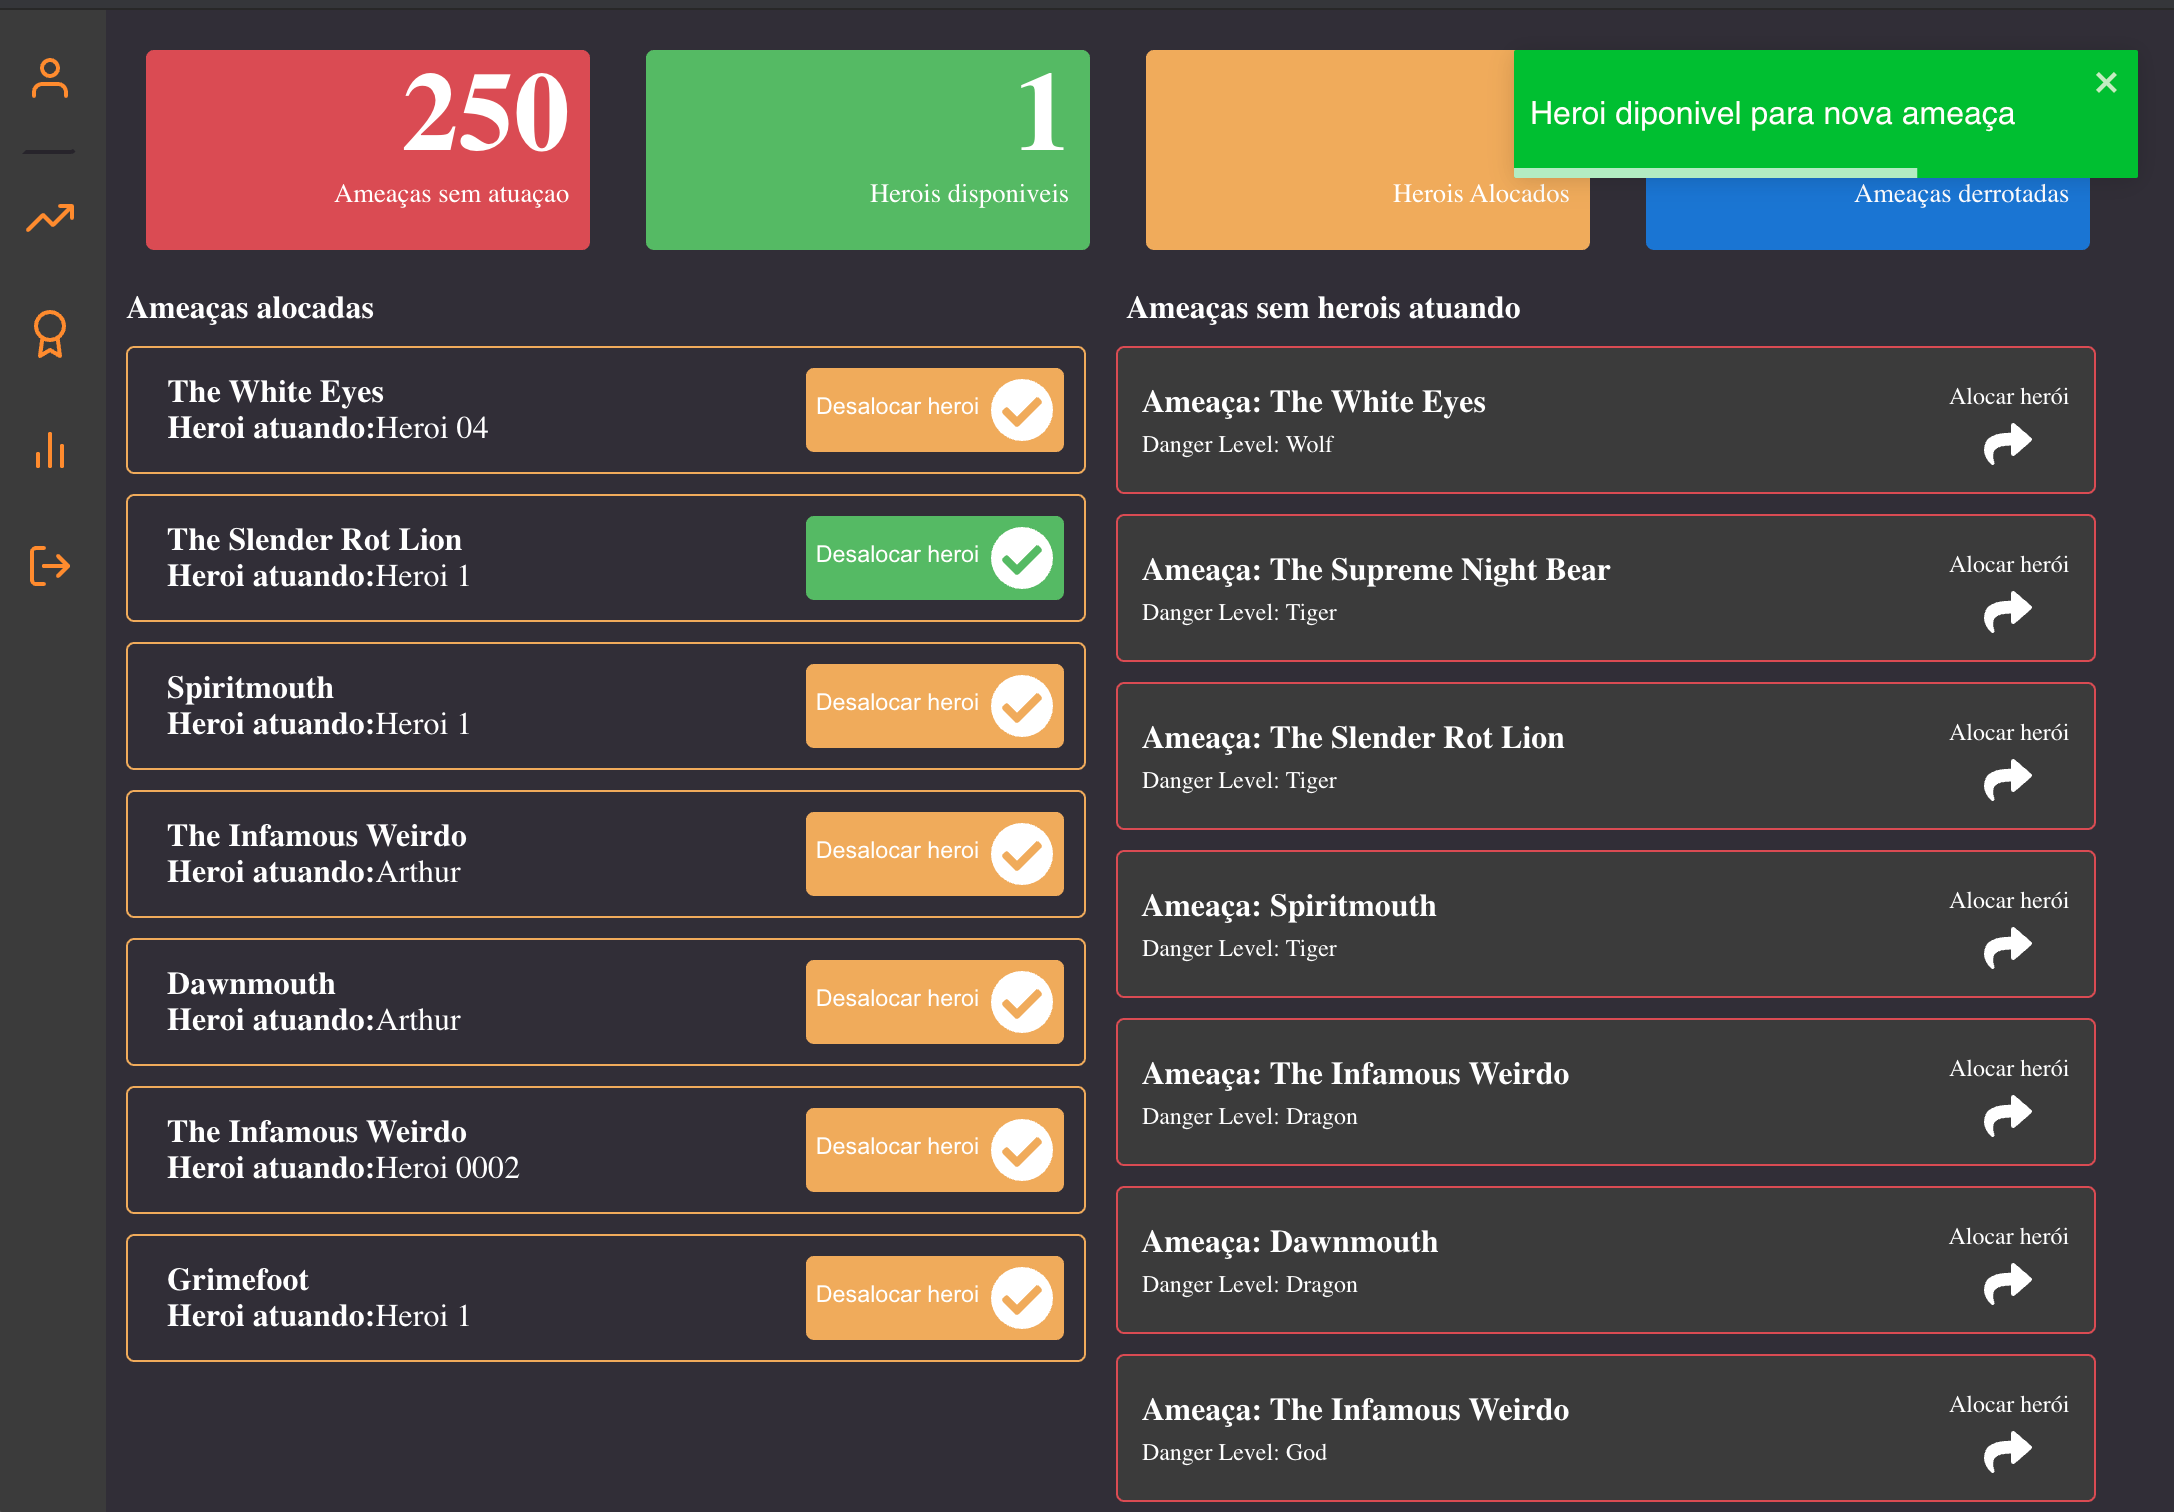 250
Ameaças sem atuaçao
1
Herois disponiveis
Herois Alocados
Ameaças derrotadas
Heroi diponivel para nova ameaça
Ameaças alocadas
The White Eyes
Heroi atuando:Heroi 04
Desalocar heroi
The Slender Rot Lion
Heroi atuando:Heroi 1
Desalocar heroi
Spiritmouth
Heroi atuando:Heroi 1
Desalocar heroi
The Infamous Weirdo
Heroi atuando:Arthur
Desalocar heroi
Dawnmouth
Heroi atuando:Arthur
Desalocar heroi
The Infamous Weirdo
Heroi atuando:Heroi 0002
Desalocar heroi
Grimefoot
Heroi atuando:Heroi 1
Desalocar heroi
Ameaças sem herois atuando
Ameaça: The White Eyes
Danger Level: Wolf
Alocar herói
Ameaça: The Supreme Night Bear
Danger Level: Tiger
Alocar herói
Ameaça: The Slender Rot Lion
Danger Level: Tiger
Alocar herói
Ameaça: Spiritmouth
Danger Level: Tiger
Alocar herói
Ameaça: The Infamous Weirdo
Danger Level: Dragon
Alocar herói
Ameaça: Dawnmouth
Danger Level: Dragon
Alocar herói
Ameaça: The Infamous Weirdo
Danger Level: God
Alocar herói